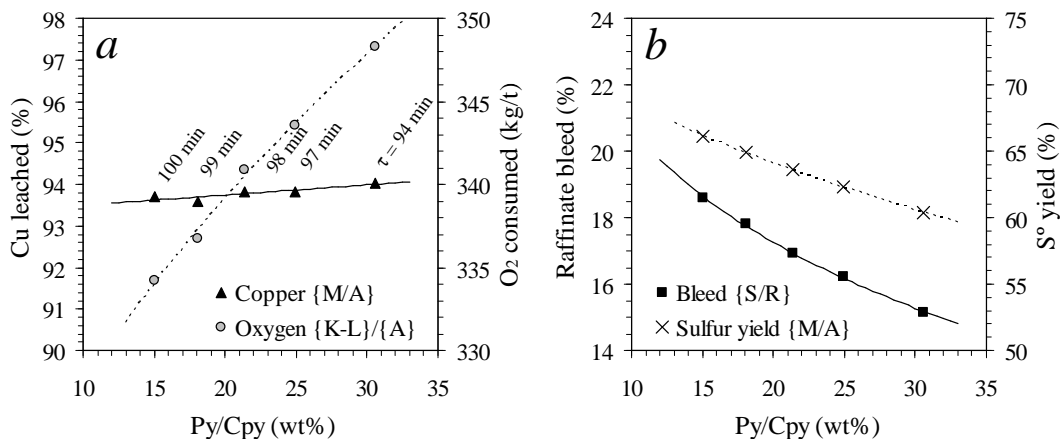 a
98
97
96
95
94
93
92
91
90
Cu leached (%)
350
345
340
335
330
O2 consumed (kg/t)
100 min
99 min
98 min
97 min
τ = 94 min
Copper {M/A}
Oxygen {K-L}/{A}
10 15 20 25 30 35
Py/Cpy (wt%)
b
24
22
20
18
16
14
Raffinate bleed (%)
75
70
65
60
55
50
Sº yield (%)
Bleed {S/R}
Sulfur yield {M/A}
10 15 20 25 30 35
Py/Cpy (wt%)